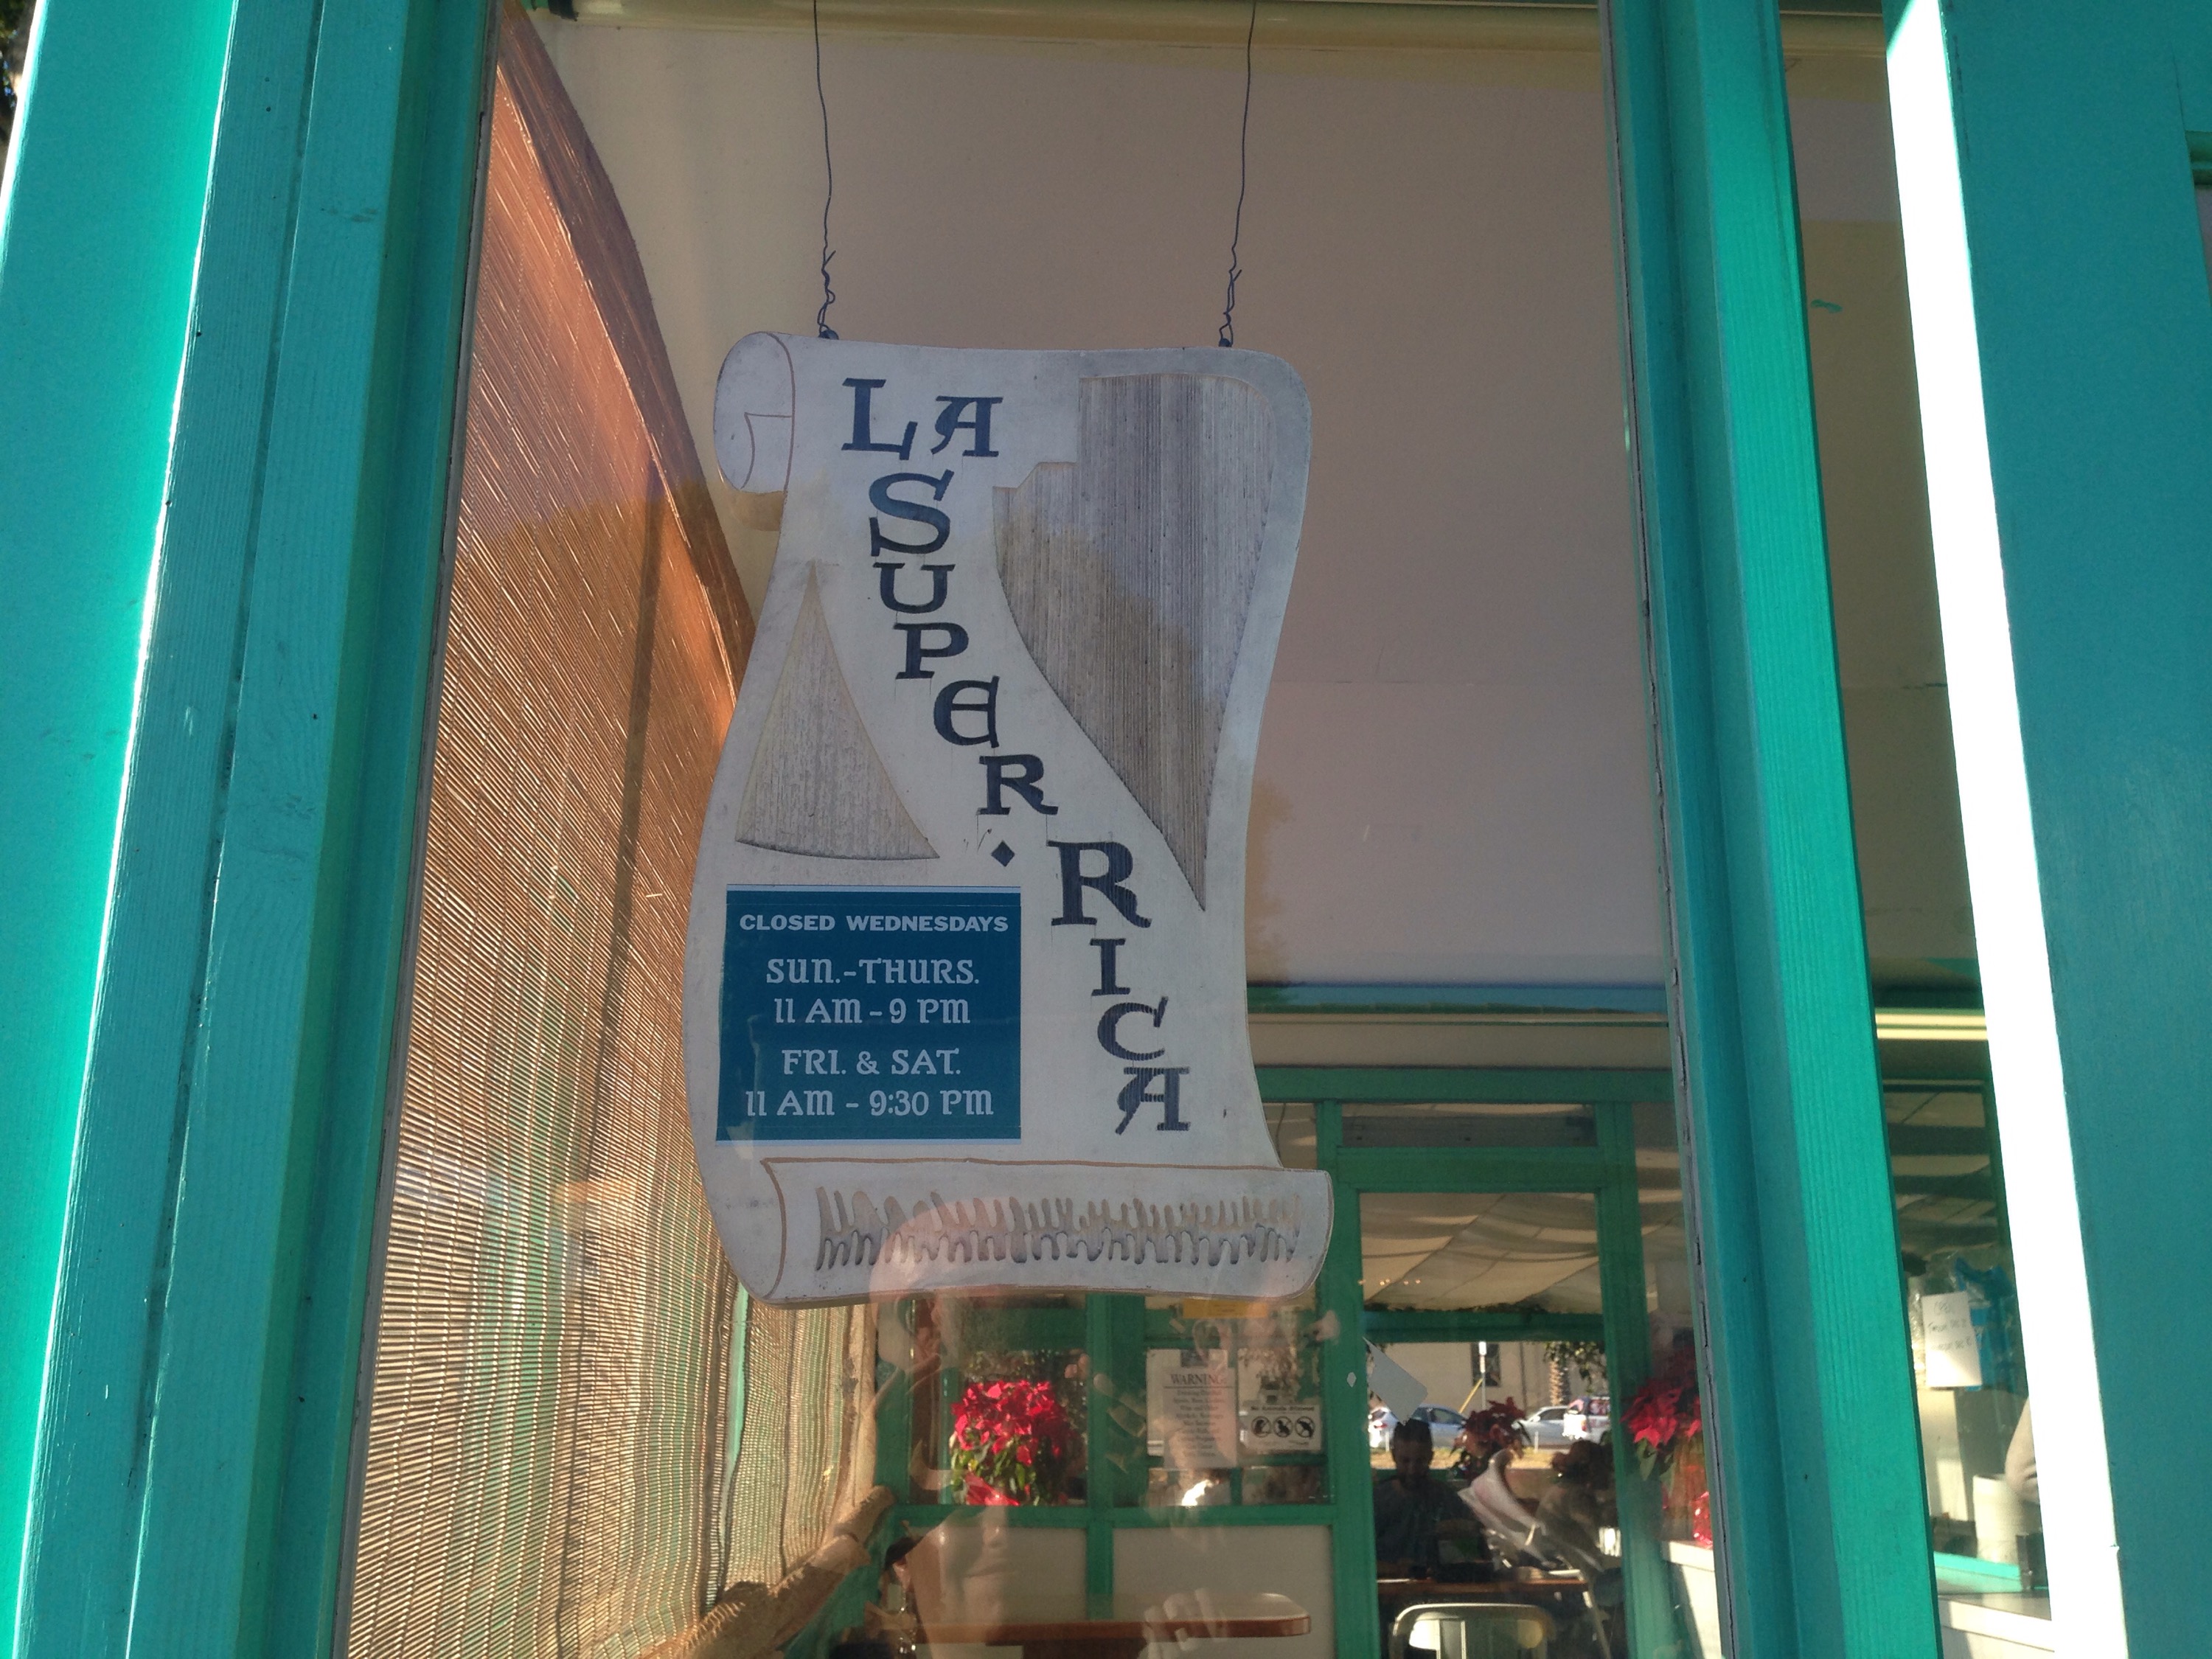 LA
SUPER
RICA
CLOSED WEDNESDAYS
SUN.-THURS.
11 AM - 9 PM
FRI. & SAT.
11 AM - 9:30 PM
WARNING